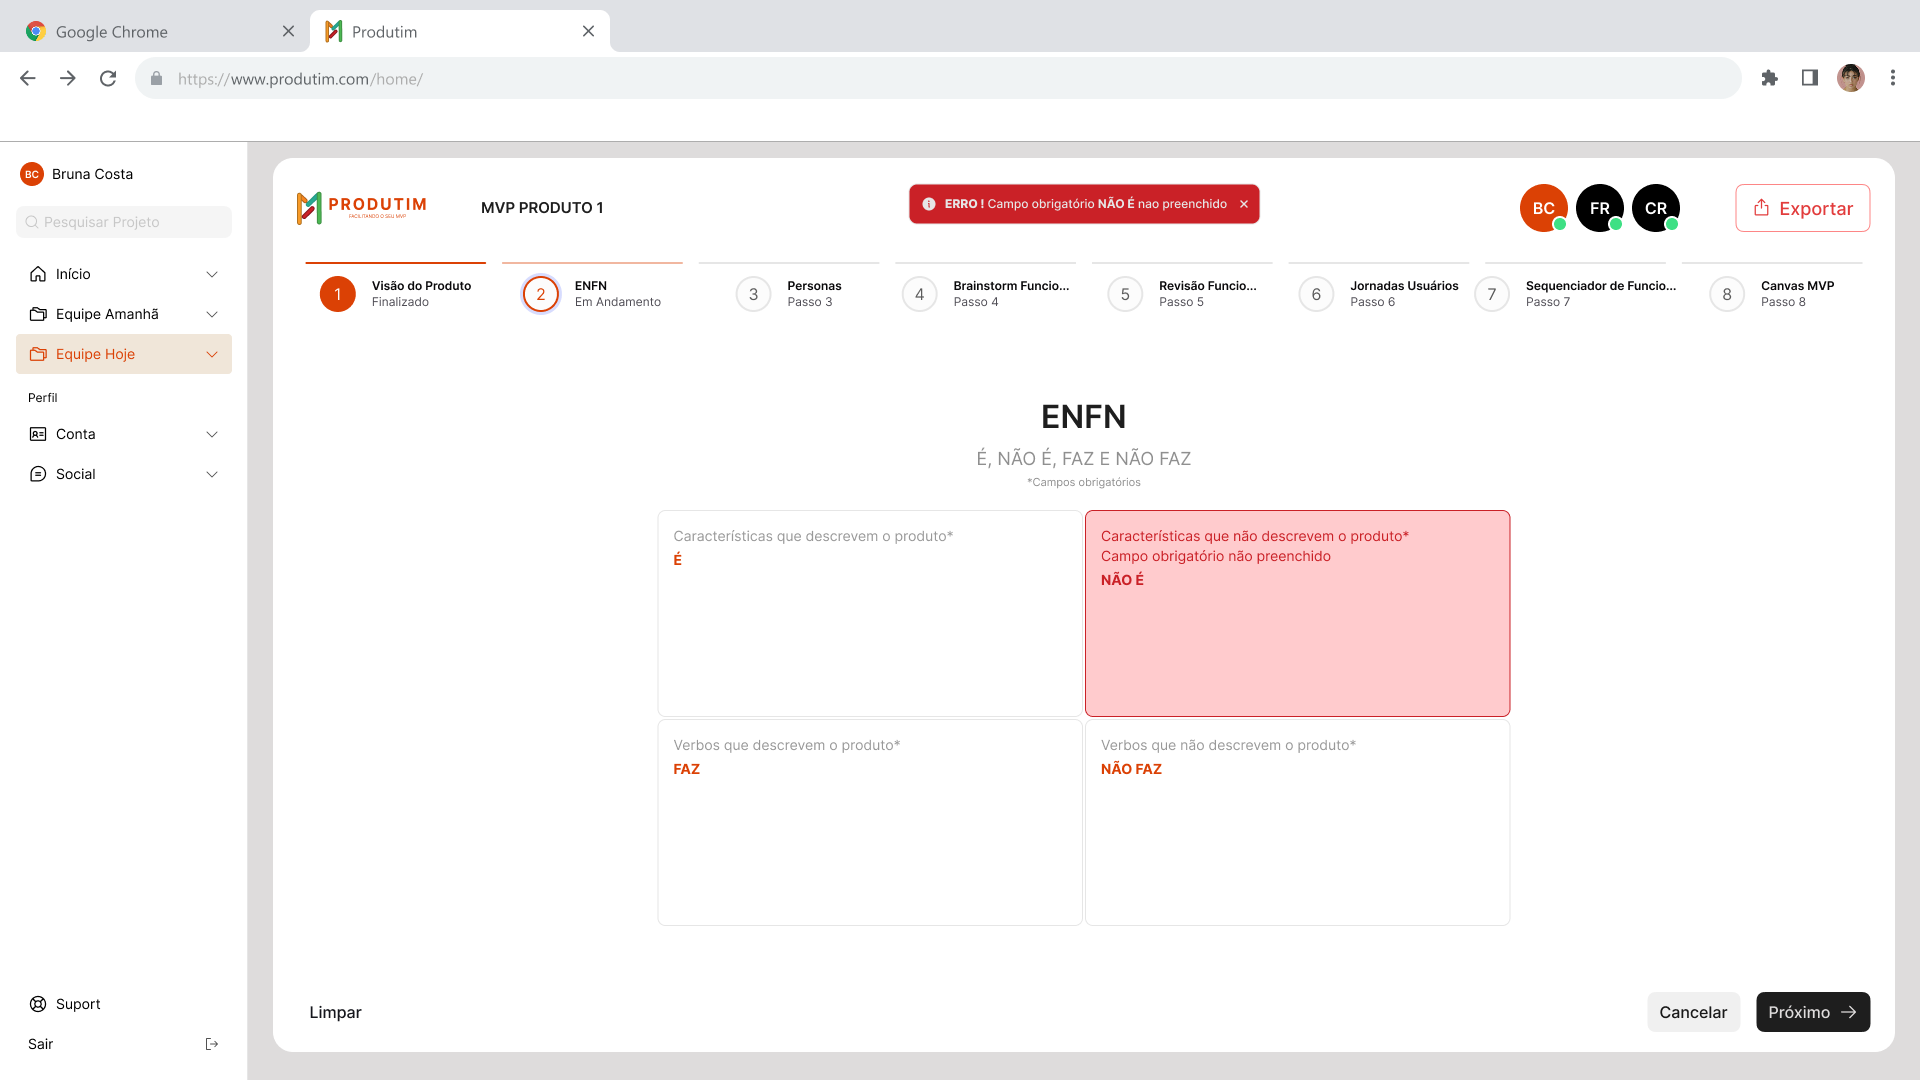 Google Chrome
Produtim
https://www.produtim.com/home/
BC Bruna Costa
Pesquisar Projeto
Início
Equipe Amanhã
Equipe Hoje
Perfil
Conta
Social
Suport
Sair
PRODUTIM
FACILITANDO O SEU MVP
MVP PRODUTO 1
ERRO ! Campo obrigatório NÃO É nao preenchido
BC
FR
CR
Exportar
1 Visão do Produto
Finalizado
2 ENFN
Em Andamento
3 Personas
Passo 3
4 Brainstorm Funcio...
Passo 4
5 Revisão Funcio...
Passo 5
6 Jornadas Usuários
Passo 6
7 Sequenciador de Funcio...
Passo 7
8 Canvas MVP
Passo 8
ENFN
É, NÃO É, FAZ E NÃO FAZ
*Campos obrigatórios
Características que descrevem o produto*
É
Características que não descrevem o produto*
Campo obrigatório não preenchido
NÃO É
Verbos que descrevem o produto*
FAZ
Verbos que não descrevem o produto*
NÃO FAZ
Limpar
Cancelar
Próximo